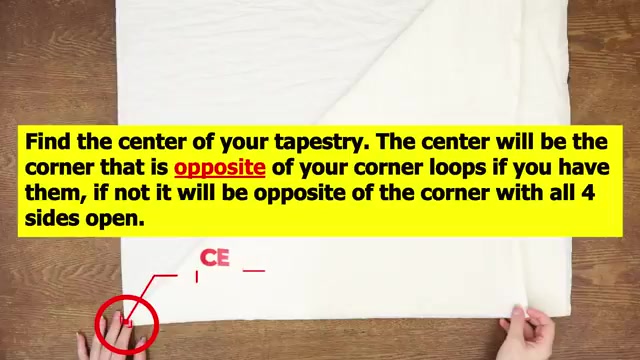 Find the center of your tapestry. The center will be the
corner that is opposite of your corner loops if you have
them, if not it will be opposite of the corner with all 4
sides open.
CE